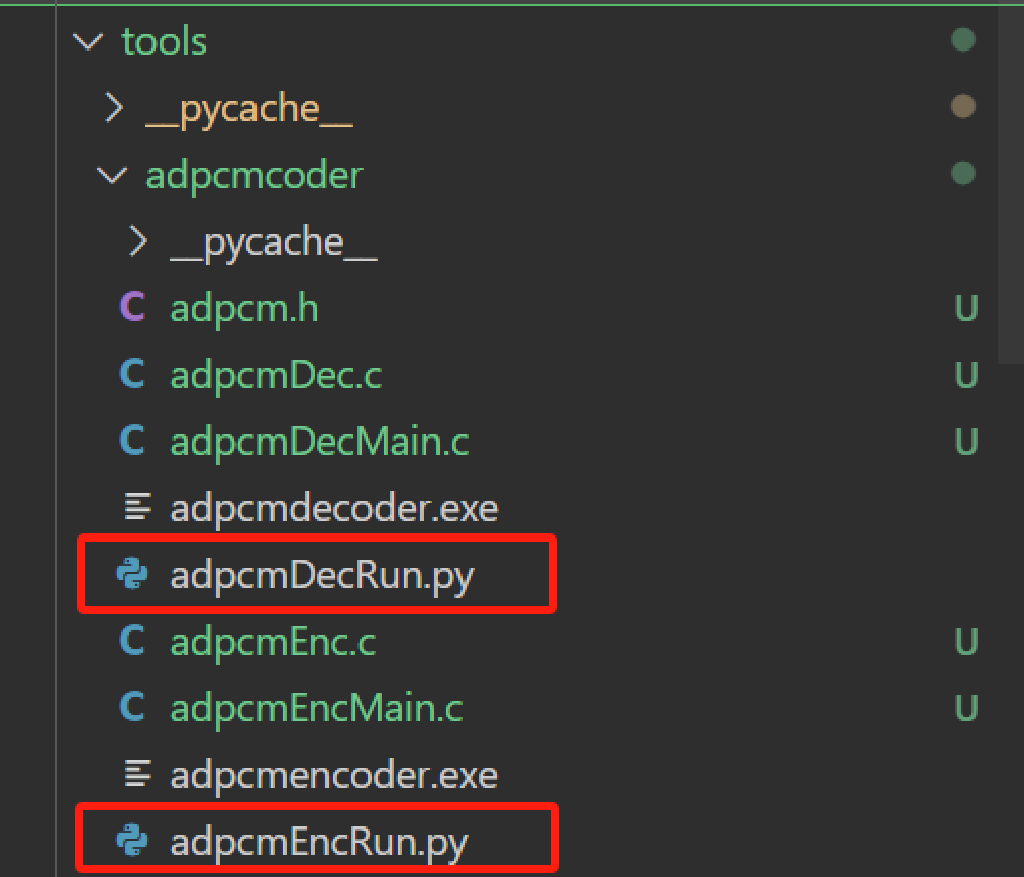 tools
__pycache__
adpcmcoder
__pycache__
C adpcm.h U
C adpcmDec.c U
C adpcmDecMain.c U
adpcmdecoder.exe
adpcmDecRun.py
C adpcmEnc.c U
C adpcmEncMain.c U
adpcmencoder.exe
adpcmEncRun.py